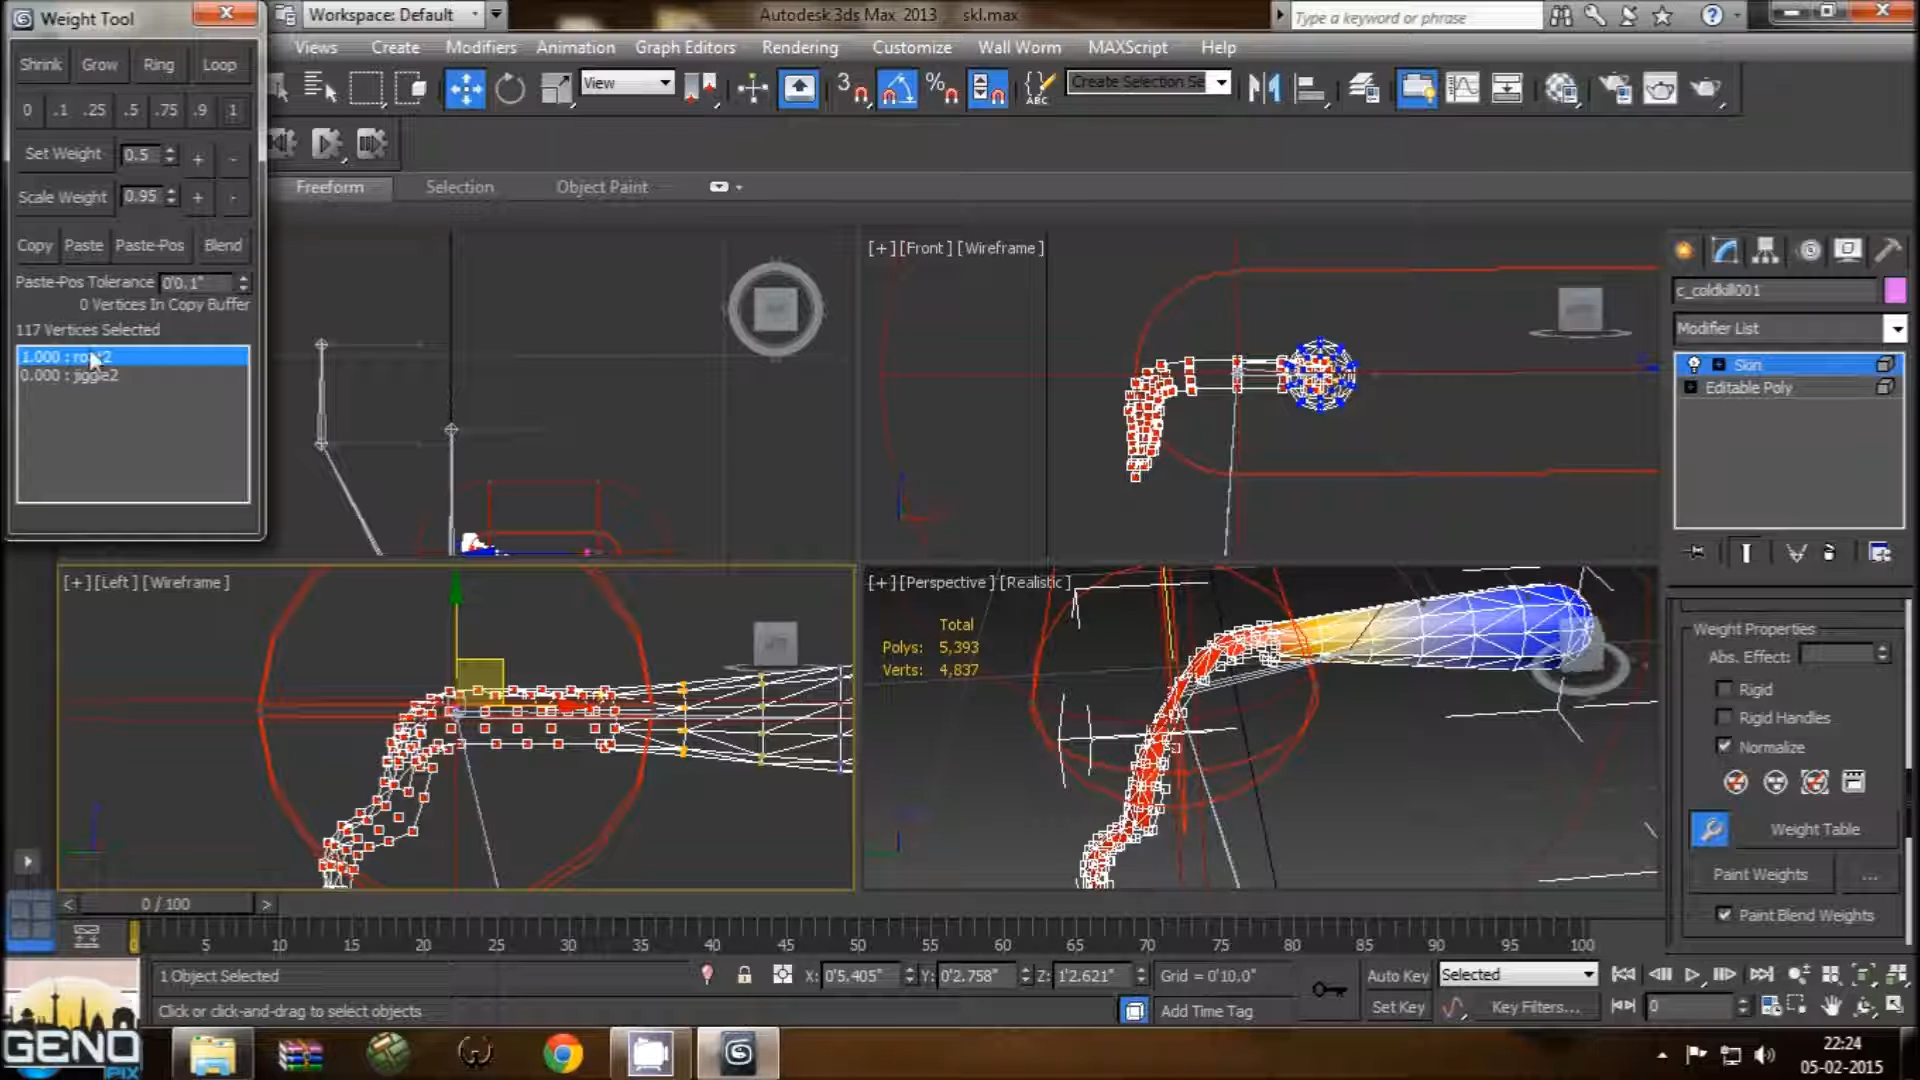 Weight Tool
Workspace: Default
Autodesk 3ds Max 2013
skl.max
Type a keyword or phrase
Views Create Modifiers Animation Graph Editors Rendering Customize Wall Worm MAXScript Help
Shrink Grow Ring Loop
0 .1 .25 .5 .75 .9 1
View
3
%
ABC
Create Selection Se
Set Weight 0.5 + -
Scale Weight 0.95 + -
Freeform Selection Object Paint
Copy Paste Paste-Pos Blend
Paste-Pos Tolerance 0'0.1"
0 Vertices In Copy Buffer
117 Vertices Selected
0.000 : jiggle2
[+][Front][Wireframe]
c_coldkill001
Modifier List
Skin
Editable Poly
[+][Left][Wireframe]
[+][Perspective][Realistic]
Total
Polys: 5,393
Verts: 4,837
Weight Properties
Abs. Effect:
Rigid
Rigid Handles
Normalize
Weight Table
Paint Weights ...
Paint Blend Weights
< 0 / 100 >
0 5 10 15 20 25 30 35 40 45 50 55 60 65 70 75 80 85 90 95 100
1 Object Selected
X: 0'5.405" Y: 0'2.758" Z: 1'2.621" Grid = 0'10.0"
Auto Key Selected
Click or click-and-drag to select objects
Add Time Tag
Set Key Key Filters... 0
GENO
PIX
22:24
05-02-2015